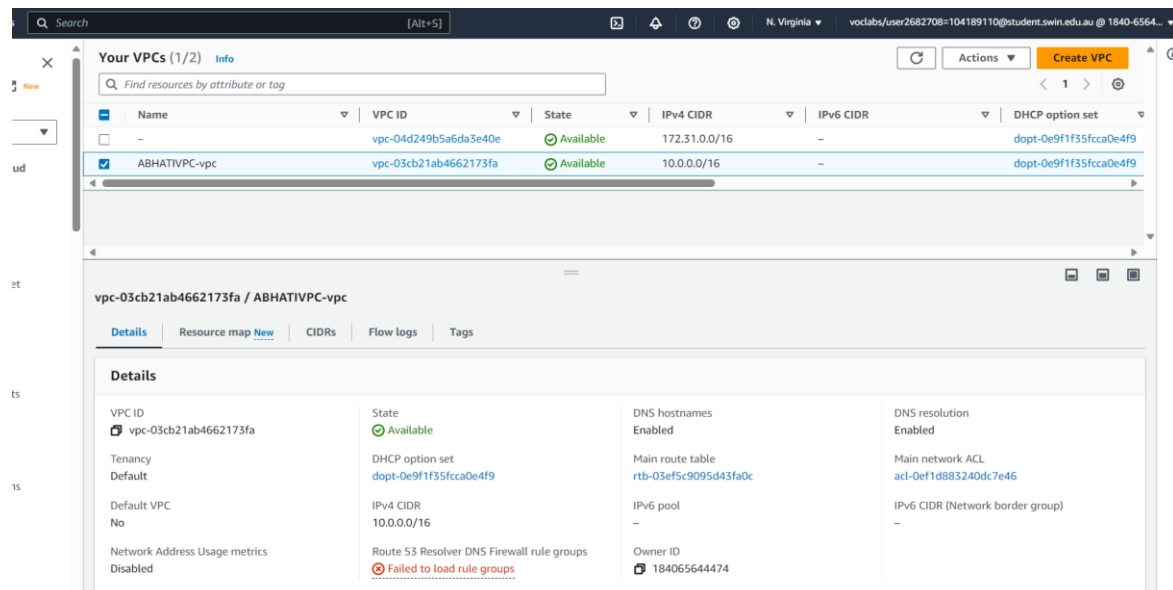 Search [Alt+S] N. Virginia ▼ voclabs/user2682708=104189110@student.swin.edu.au @ 1840-6564...
New
ud
et
ts
ns
Your VPCs (1/2) Info
Actions ▼ Create VPC
Find resources by attribute or tag
1
Name VPC ID State IPv4 CIDR IPv6 CIDR DHCP option set
– vpc-04d249b5a6da3e40e Available 172.31.0.0/16 – dopt-0e9f1f35fcca0e4f9
ABHATIVPC-vpc vpc-03cb21ab4662173fa Available 10.0.0.0/16 – dopt-0e9f1f35fcca0e4f9
vpc-03cb21ab4662173fa / ABHATIVPC-vpc
Details Resource map New CIDRs Flow logs Tags
Details
VPC ID State DNS hostnames DNS resolution
vpc-03cb21ab4662173fa Available Enabled Enabled
Tenancy DHCP option set Main route table Main network ACL
Default dopt-0e9f1f35fcca0e4f9 rtb-03ef5c9095d43fa0c acl-0ef1d883240dc7e46
Default VPC IPv4 CIDR IPv6 pool IPv6 CIDR (Network border group)
No 10.0.0.0/16 – –
Network Address Usage metrics Route 53 Resolver DNS Firewall rule groups Owner ID
Disabled Failed to load rule groups 184065644474